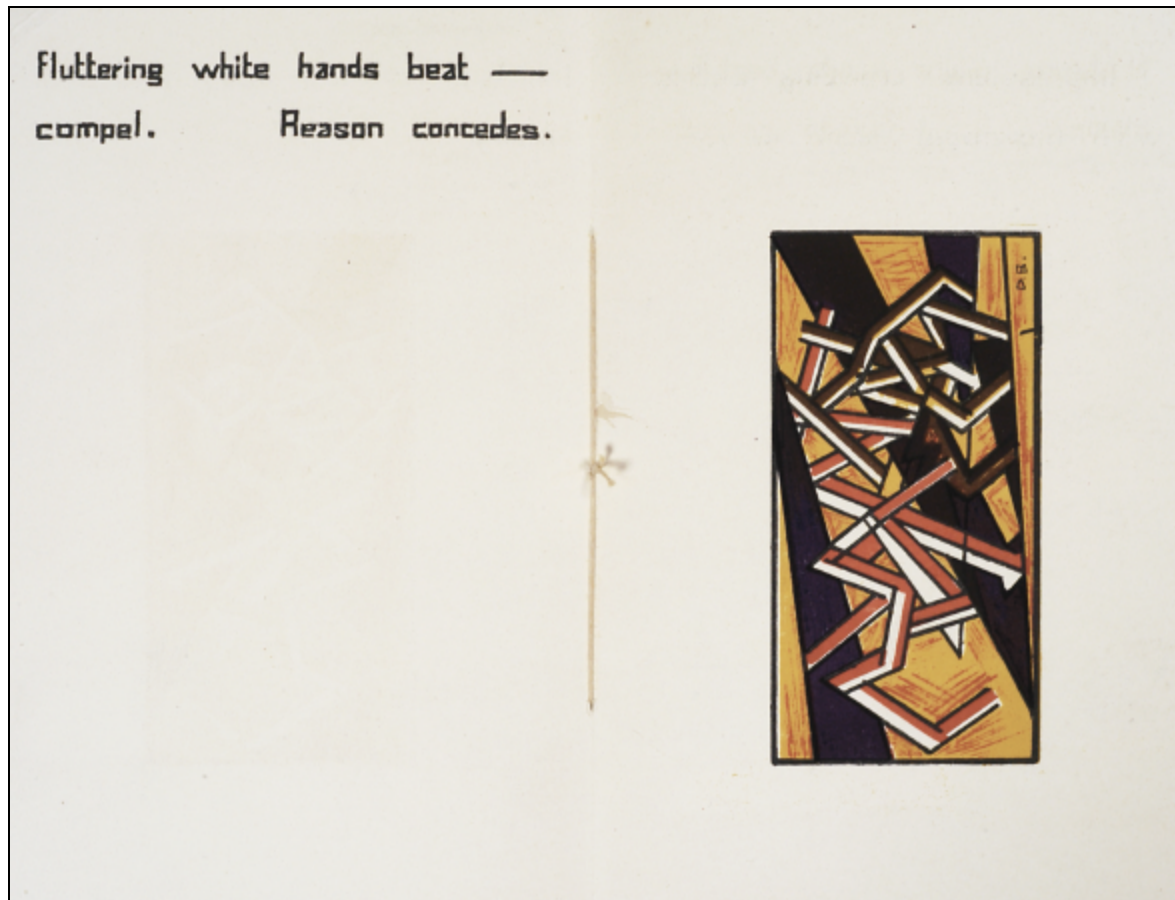 Fluttering white hands beat —
compel. Reason concedes.